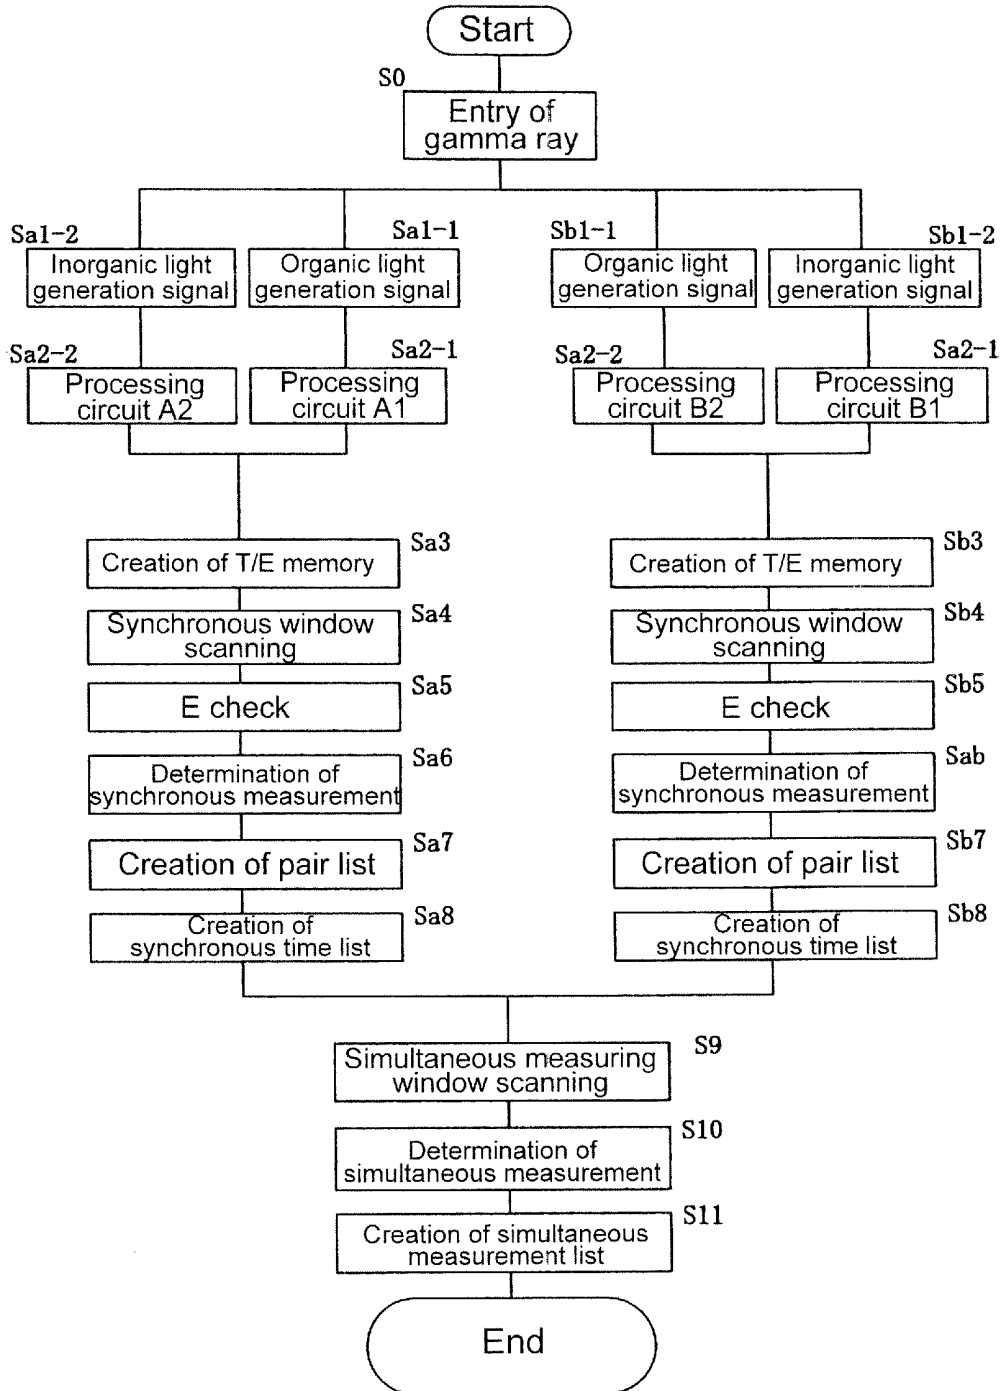 Start
S0
Entry of
gamma ray
Sa1-2
Inorganic light
generation signal
Sa1-1
Organic light
generation signal
Sb1-1
Organic light
generation signal
Sb1-2
Inorganic light
generation signal
Sa2-2
Processing
circuit A2
Sa2-1
Processing
circuit A1
Sa2-2
Processing
circuit B2
Sa2-1
Processing
circuit B1
Sa3
Creation of T/E memory
Sa4
Synchronous window
scanning
Sa5
E check
Sa6
Determination of
synchronous measurement
Sa7
Creation of pair list
Sa8
Creation of
synchronous time list
Sb3
Creation of T/E memory
Sb4
Synchronous window
scanning
Sb5
E check
Sab
Determination of
synchronous measurement
Sb7
Creation of pair list
Sb8
Creation of
synchronous time list
S9
Simultaneous measuring
window scanning
S10
Determination of
simultaneous measurement
S11
Creation of simultaneous
measurement list
End